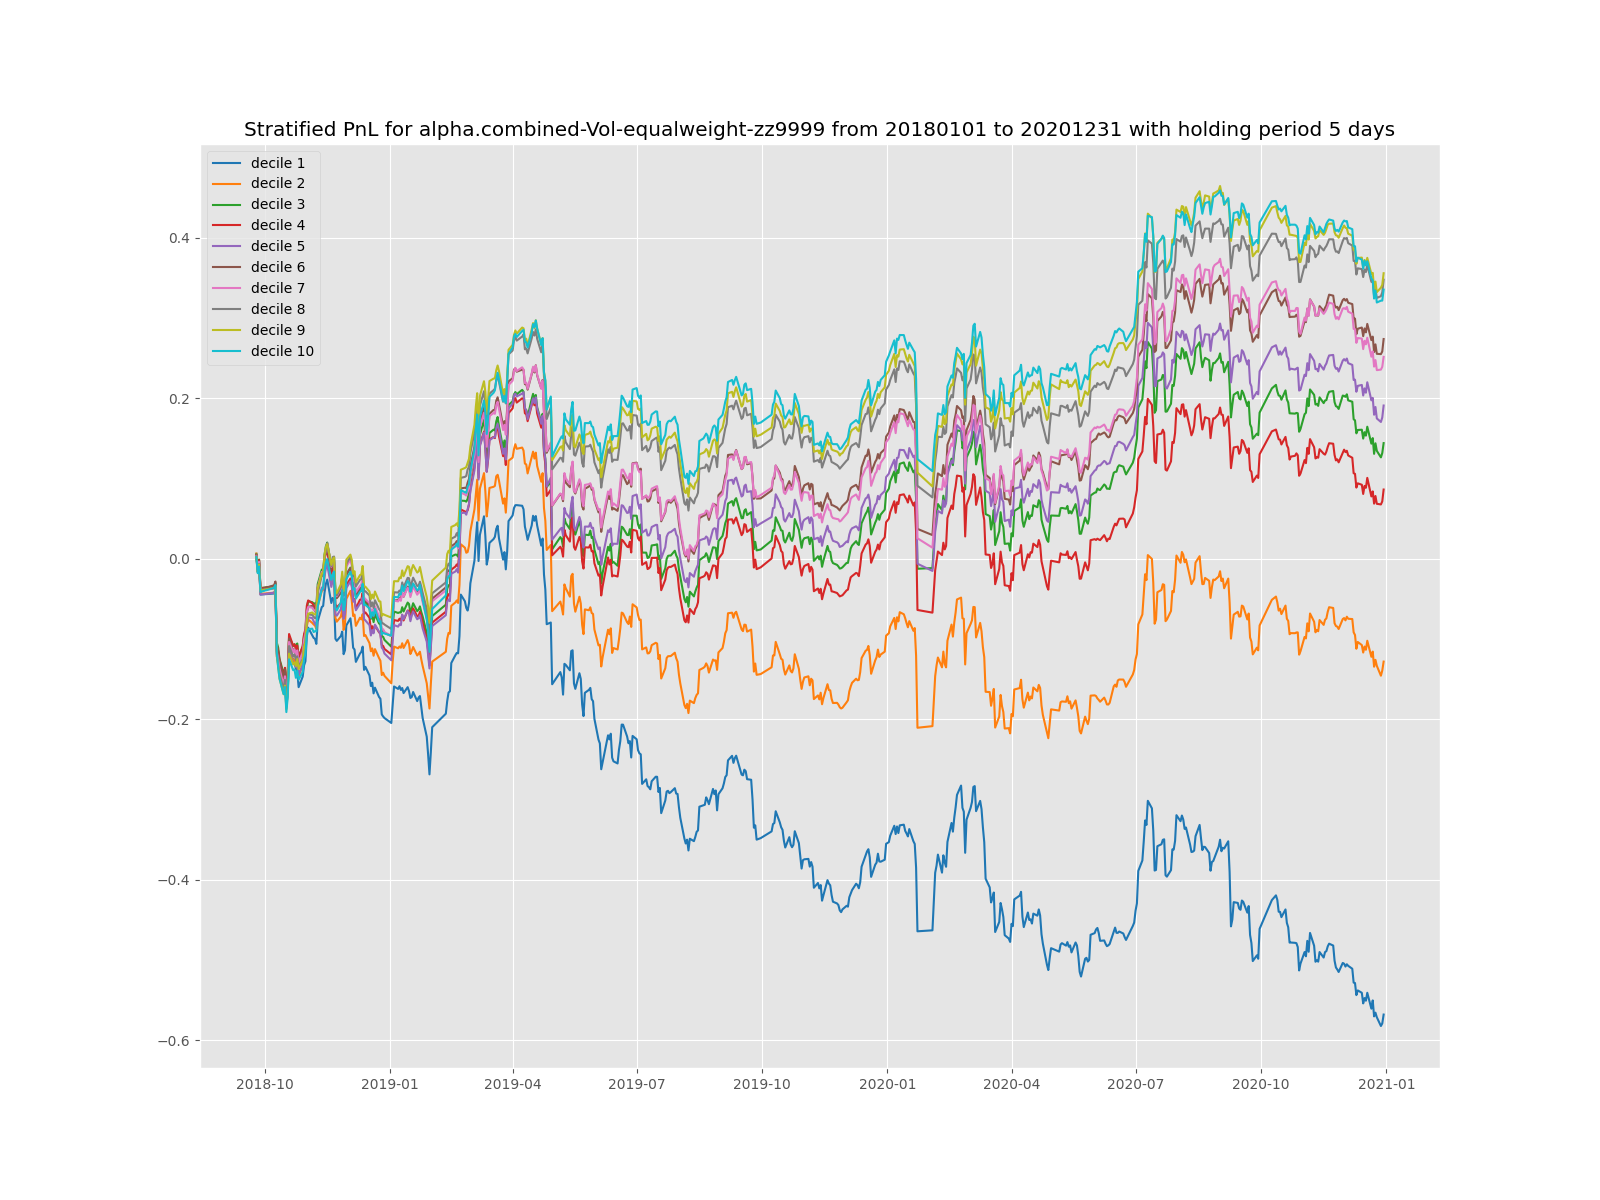 Stratified PnL for alpha.combined-Vol-equalweight-zz9999 from 20180101 to 20201231 with holding period 5 days
decile 1
decile 2
decile 3
decile 4
decile 5
decile 6
decile 7
decile 8
decile 9
decile 10
0.4
0.2
0.0
−0.2
−0.4
−0.6
2018-10 2019-01 2019-04 2019-07 2019-10 2020-01 2020-04 2020-07 2020-10 2021-01